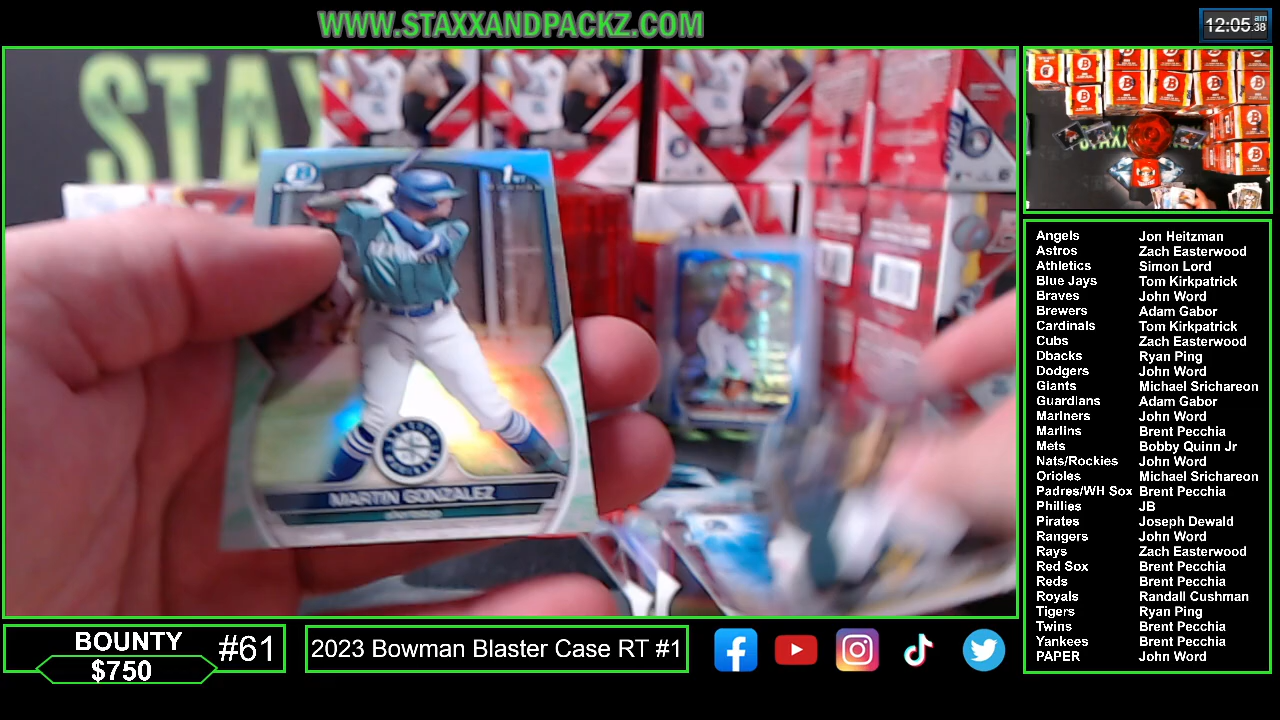 WWW.STAXXANDPACKZ.COM
12:05 am .38
STAX
1ST
MARTIN GONZALEZ
STAXX
Angels Jon Heitzman
Astros Zach Easterwood
Athletics Simon Lord
Blue Jays Tom Kirkpatrick
Braves John Word
Brewers Adam Gabor
Cardinals Tom Kirkpatrick
Cubs Zach Easterwood
Dbacks Ryan Ping
Dodgers John Word
Giants Michael Srichareon
Guardians Adam Gabor
Mariners John Word
Marlins Brent Pecchia
Mets Bobby Quinn Jr
Nats/Rockies John Word
Orioles Michael Srichareon
Padres/WH Sox Brent Pecchia
Phillies JB
Pirates Joseph Dewald
Rangers John Word
Rays Zach Easterwood
Red Sox Brent Pecchia
Reds Brent Pecchia
Royals Randall Cushman
Tigers Ryan Ping
Twins Brent Pecchia
Yankees Brent Pecchia
PAPER John Word
BOUNTY
$750
#61
2023 Bowman Blaster Case RT #1